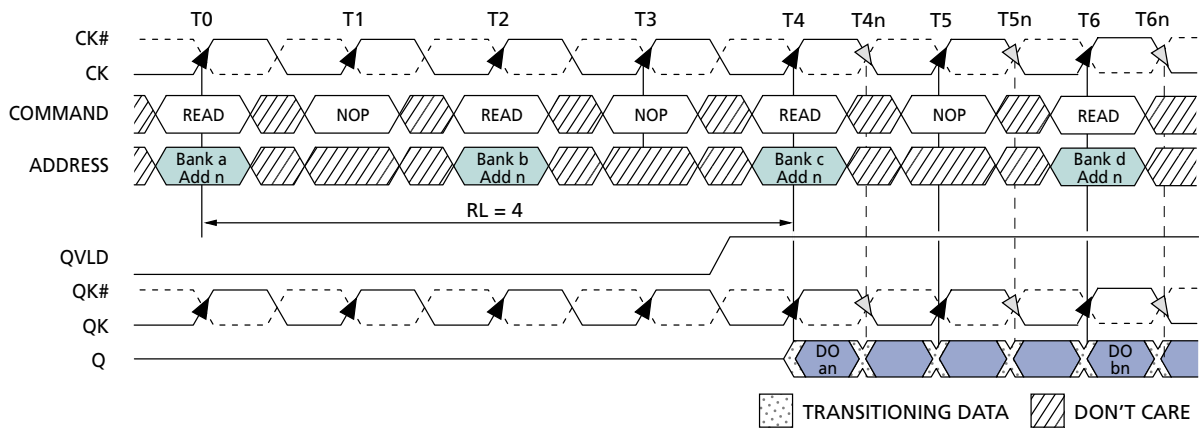 T0 T1 T2 T3 T4 T4n T5 T5n T6 T6n
CK#
CK
COMMAND READ NOP READ NOP READ NOP READ
ADDRESS Bank a Add n Bank b Add n Bank c Add n Bank d Add n
RL = 4
QVLD
QK#
QK
Q DO an DO bn
TRANSITIONING DATA DON'T CARE